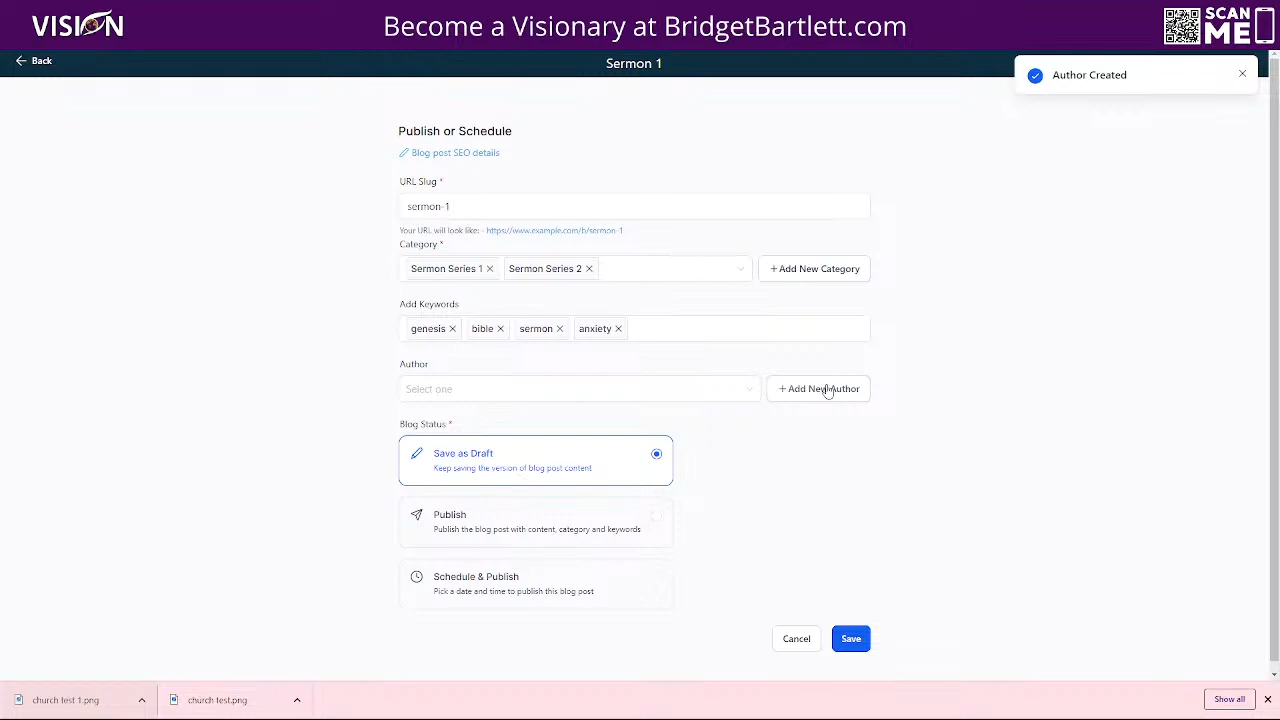 VISION
Become a Visionary at BridgetBartlett.com
SCAN
ME
Back
Sermon 1
Author Created
Publish or Schedule
Blog post SEO details
URL Slug *
sermon-1
Your URL will look like: - https://www.example.com/b/sermon-1
Category *
Sermon Series 1
Sermon Series 2
+ Add New Category
Add Keywords
genesis
bible
sermon
anxiety
Author
Select one
+ Add New Author
Blog Status *
Save as Draft
Keep saving the version of blog post content
Publish
Publish the blog post with content, category and keywords
Schedule & Publish
Pick a date and time to publish this blog post
Cancel
Save
church test 1.png
church test.png
Show all